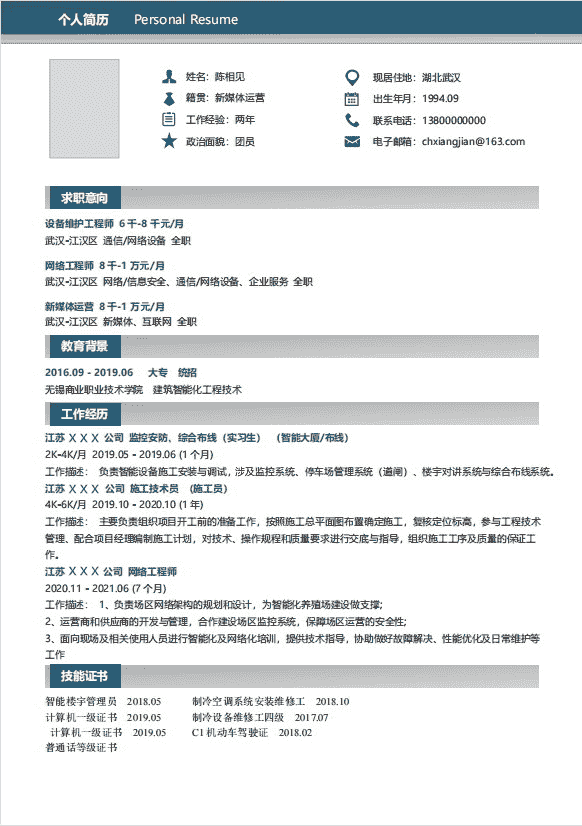 个人简历 Personal Resume
姓名：陈相见 现居住地：湖北武汉
籍贯：新媒体运营 出生年月：1994.09
工作经验：两年 联系电话：13800000000
政治面貌：团员 电子邮箱：chxiangjian@163.com
求职意向
设备维护工程师 6千-8千元/月
武汉-江汉区 通信/网络设备 全职
网络工程师 8千-1万元/月
武汉-江汉区 网络/信息安全、通信/网络设备、企业服务 全职
新媒体运营 8千-1万元/月
武汉-江汉区 新媒体、互联网 全职
教育背景
2016.09 - 2019.06 大专 统招
无锡商业职业技术学院 建筑智能化工程技术
工作经历
江苏 X X X 公司 监控安防、综合布线（实习生） （智能大厦/布线）
2K-4K/月 2019.05 - 2019.06 (1个月)
工作描述： 负责智能设备施工安装与调试，涉及监控系统、停车场管理系统（道闸）、楼宇对讲系统与综合布线系统。
江苏 X X X 公司 施工技术员 （施工员）
4K-6K/月 2019.10 - 2020.10 (1年)
工作描述： 主要负责组织项目开工前的准备工作，按照施工总平面图布置确定施工，复核定位标高，参与工程技术
管理、配合项目经理编制施工计划，对技术、操作规程和质量要求进行交底与指导，组织施工工序及质量的保证工
作。
江苏 X X X 公司 网络工程师
2020.11 - 2021.06 (7个月)
工作描述： 1、负责场区网络架构的规划和设计，为智能化养殖场建设做支撑；
2、运营商和供应商的开发与管理，合作建设场区监控系统，保障场区运营的安全性；
3、面向现场及相关使用人员进行智能化及网络化培训，提供技术指导，协助做好故障解决、性能优化及日常维护等
工作
技能证书
智能楼宇管理员 2018.05 制冷空调系统安装维修工 2018.10
计算机一级证书 2019.05 制冷设备维修工四级 2017.07
计算机一级证书 2019.05 C1机动车驾驶证 2018.02
普通话等级证书